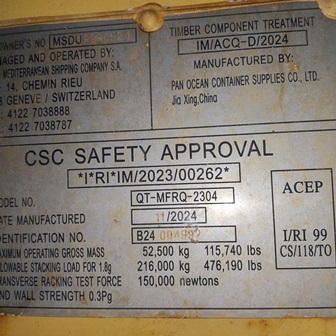 OWNER'S NO MSDU
MANAGED AND OPERATED BY:
MEDITERRANEAN SHIPPING COMPANY S.A.
14, CHEMIN RIEU
GENEVE / SWITZERLAND
4122 7038888
4122 7038787
TIMBER COMPONENT TREATMENT
IM/ACQ-D/2024
MANUFACTURED BY:
PAN OCEAN CONTAINER SUPPLIES CO., LTD.
Jia Xing,China
CSC SAFETY APPROVAL
*I*RI*IM/2023/00262*
MODEL NO. QT-MFRQ-2304
DATE MANUFACTURED 11/2024
IDENTIFICATION NO. B24
MAXIMUM OPERATING GROSS MASS 52,500 kg 115,740 lbs
ALLOWABLE STACKING LOAD FOR 1.8g 216,000 kg 476,190 lbs
TRANSVERSE RACKING TEST FORCE 150,000 newtons
END WALL STRENGTH 0.3Pg
ACEP
I/RI 99
CS/118/TO